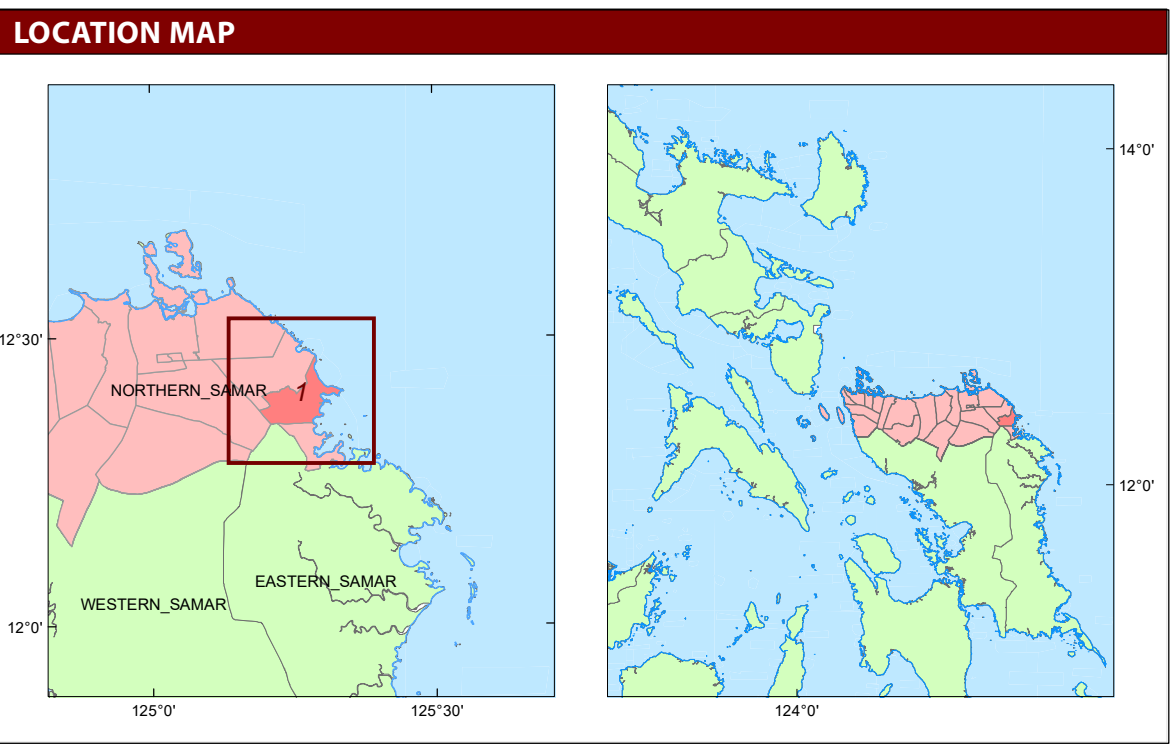 LOCATION MAP
14°0'
12°30'
NORTHERN_SAMAR
1
12°0'
EASTERN_SAMAR
WESTERN_SAMAR
12°0'
125°0'
125°30'
124°0'